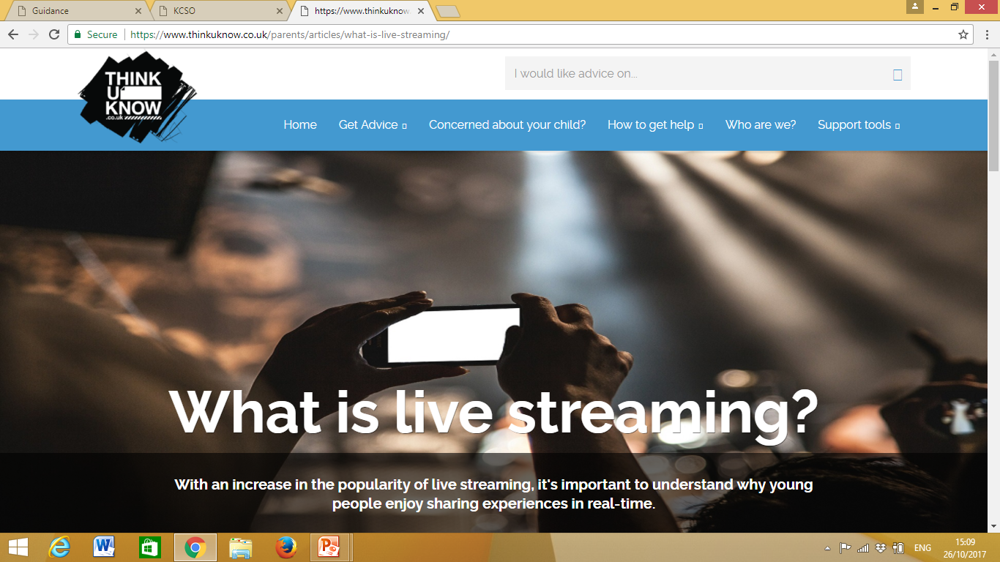 Guidance
KCSO
https://www.thinkuknow.
Secure
https://www.thinkuknow.co.uk/parents/articles/what-is-live-streaming/
THINK
U
KNOW
.co.uk
I would like advice on...
Home
Get Advice
Concerned about your child?
How to get help
Who are we?
Support tools
What is live streaming?
With an increase in the popularity of live streaming, it's important to understand why young
people enjoy sharing experiences in real-time.
ENG
15:09
26/10/2017